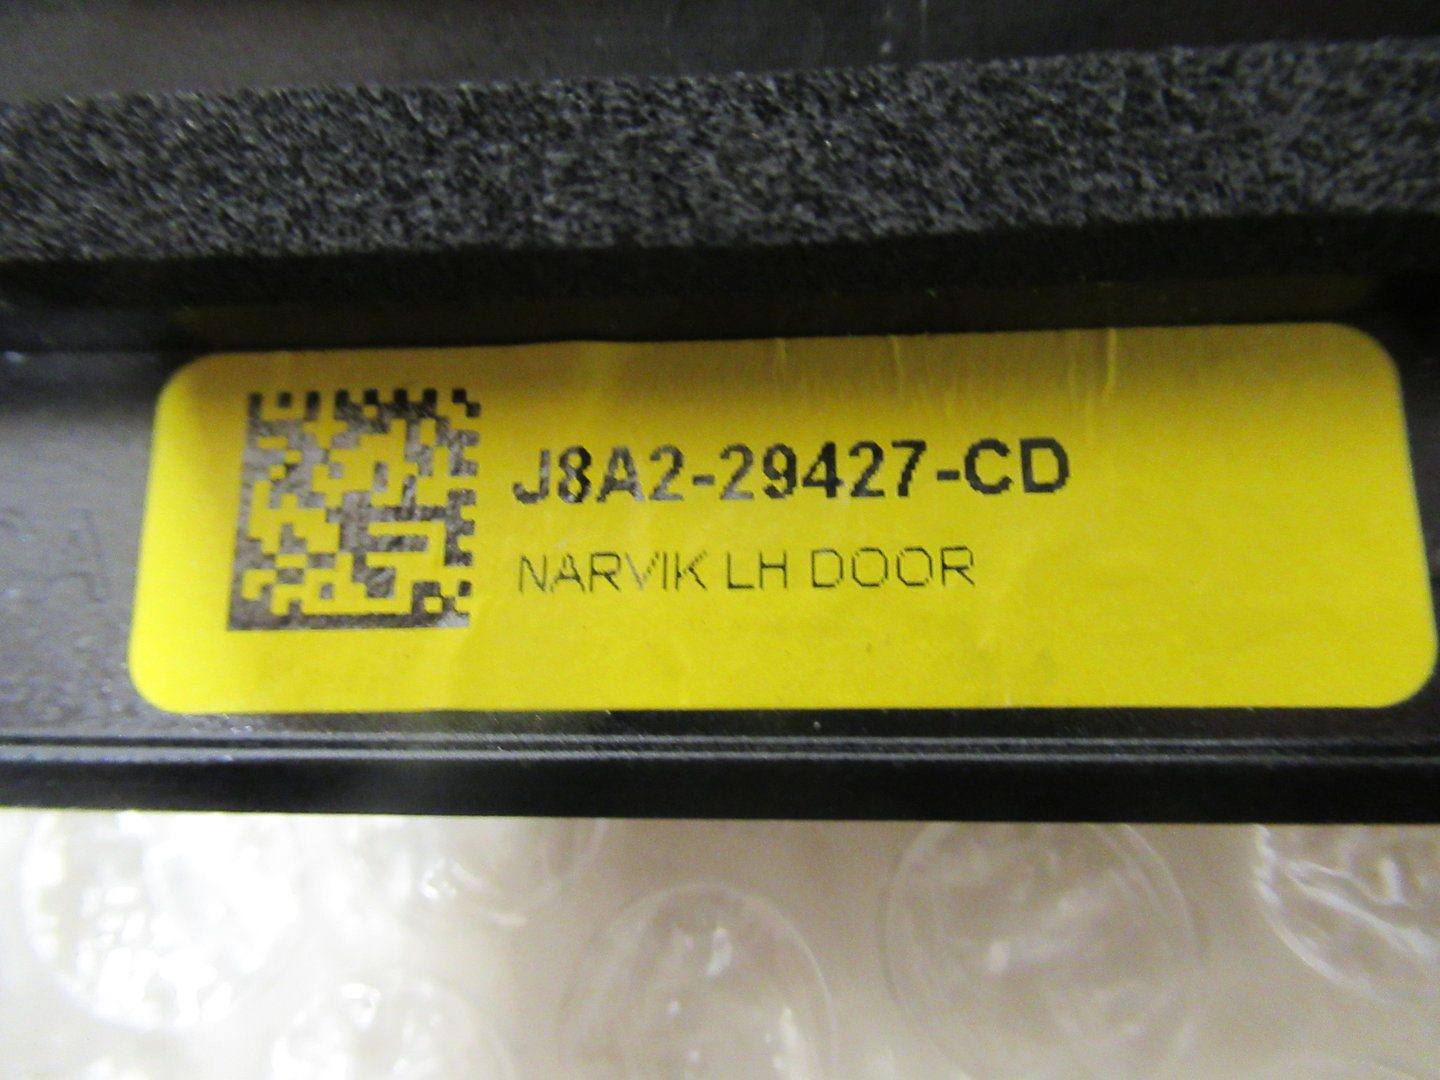 J8A2-29427-CD
NARVIK LH DOOR